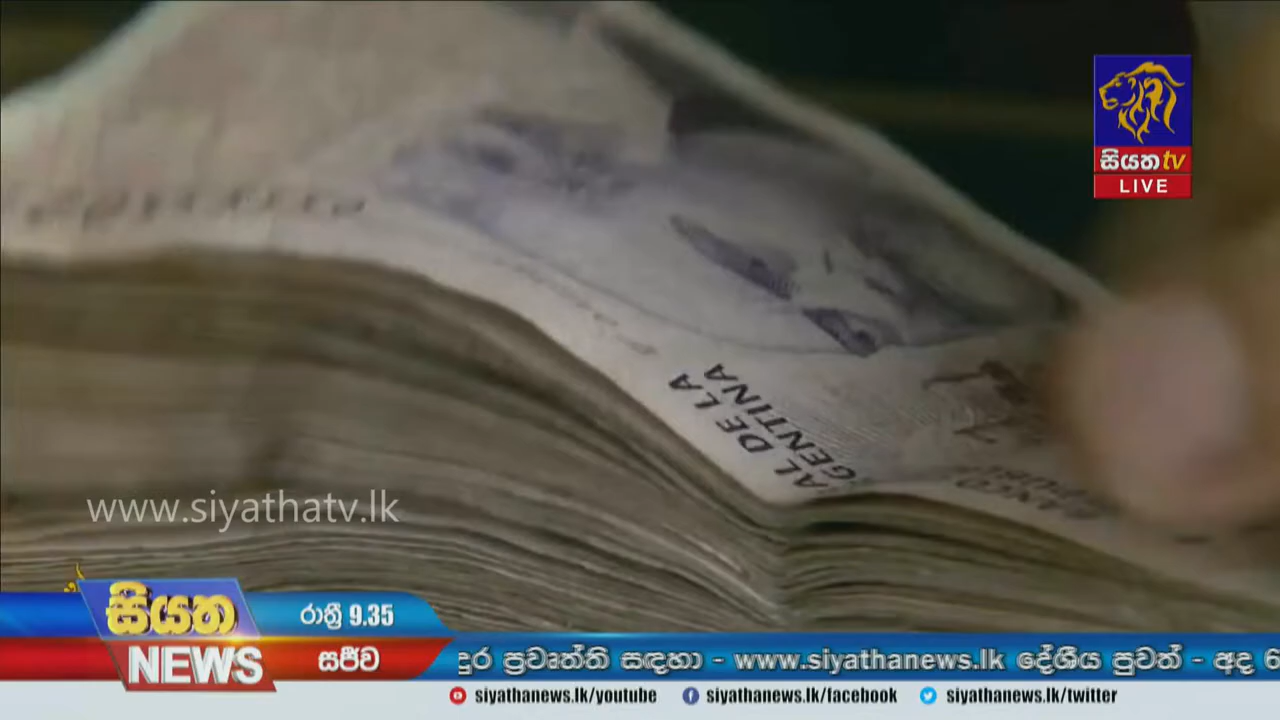 සියත tv
LIVE
AL DE LA
GENTINA
www.siyathatv.lk
සියත
NEWS
රාත්‍රී 9.35
සජීව
දුර ප්‍රවෘත්ති සඳහා - www.siyathanews.lk දේශීය පුවත් - අද 6
siyathanews.lk/youtube
siyathanews.lk/facebook
siyathanews.lk/twitter